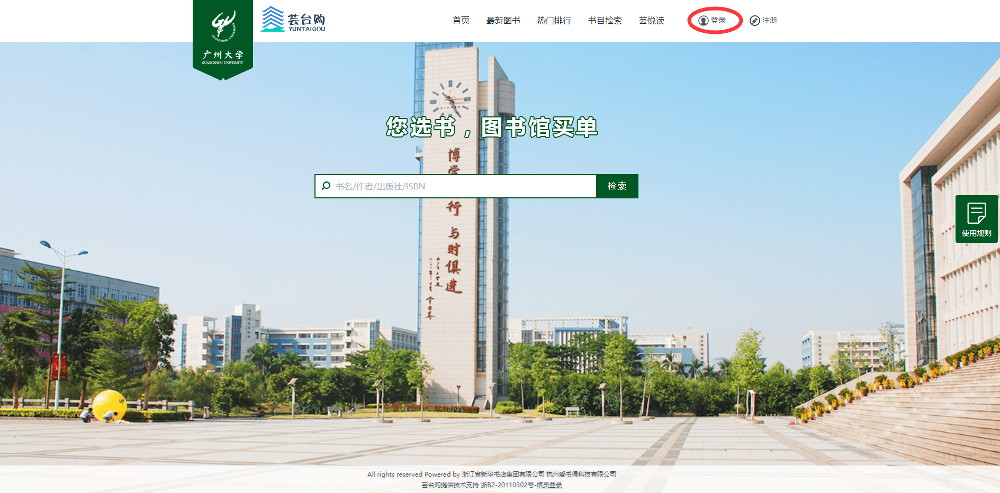 广州大学
GUANGZHOU UNIVERSITY
芸台购
YUNTAIGOU
首页 最新图书 热门排行 书目检索 芸悦读 登录 注册
您选书，图书馆买单
博学
书名/作者/出版社/ISBN 检索
行 与时俱进
使用规则
All rights reserved Powered by 浙江省新华书店集团有限公司 杭州爱书得科技有限公司
芸台购提供技术支持 浙B2-20110302号-馆员登录